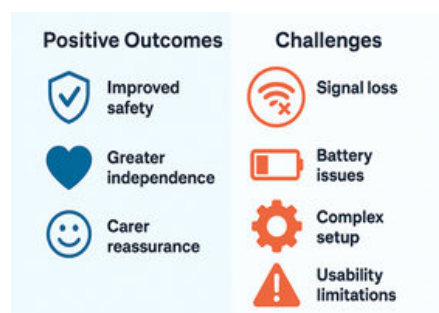 Positive Outcomes
Improved
safety
Greater
independence
Carer
reassurance
Challenges
Signal loss
Battery
issues
Complex
setup
Usability
limitations